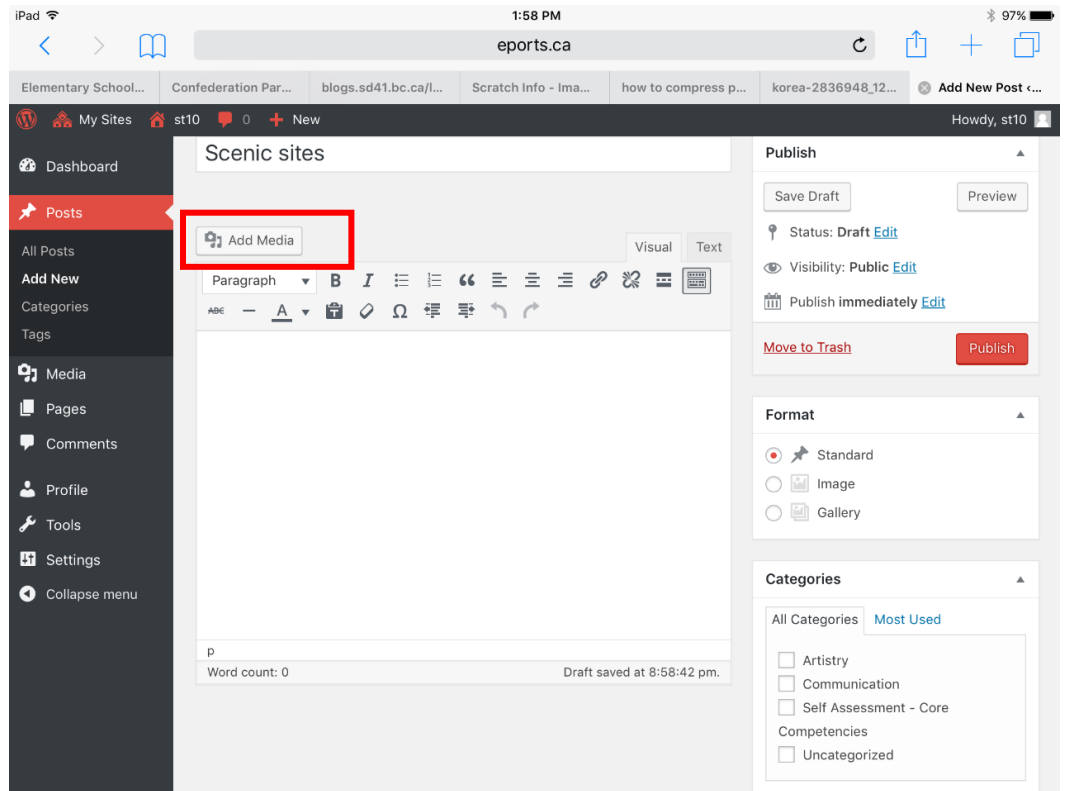 iPad 1:58 PM 97%
eports.ca
Elementary School... Confederation Par... blogs.sd41.bc.ca/l... Scratch Info - Ima... how to compress p... korea-2836948_12... Add New Post ‹...
My Sites st10 0 New Howdy, st10
Dashboard
Posts
All Posts
Add New
Categories
Tags
Media
Pages
Comments
Profile
Tools
Settings
Collapse menu
Scenic sites
Add Media
Visual Text
Paragraph B I
ABC A Ω
p
Word count: 0 Draft saved at 8:58:42 pm.
Publish
Save Draft Preview
Status: Draft Edit
Visibility: Public Edit
Publish immediately Edit
Move to Trash Publish
Format
Standard
Image
Gallery
Categories
All Categories Most Used
Artistry
Communication
Self Assessment - Core
Competencies
Uncategorized